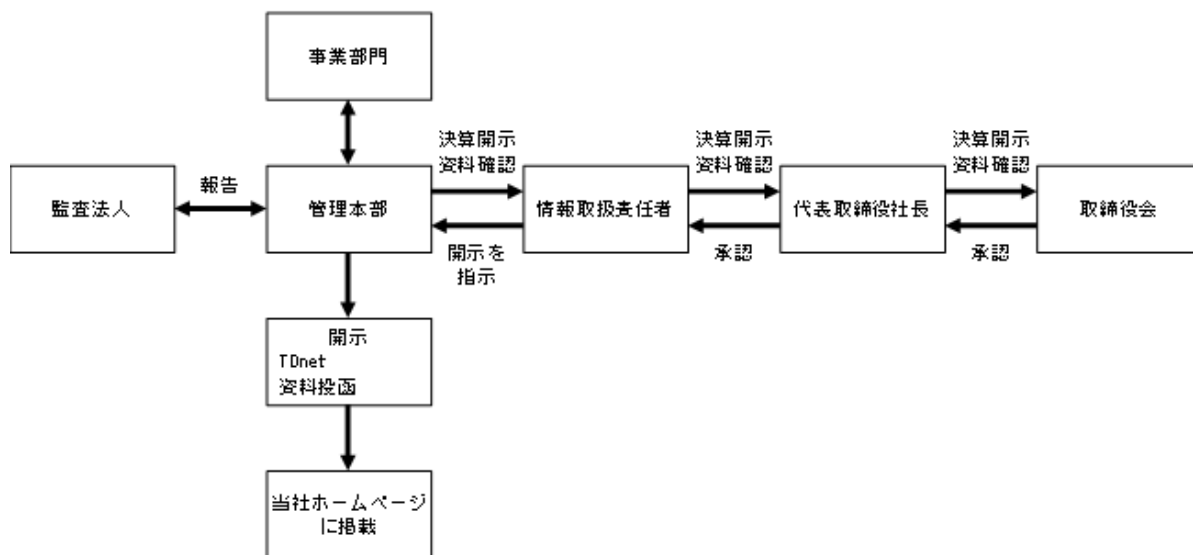 事業部門
決算開示
資料確認
決算開示
資料確認
決算開示
資料確認
監査法人
報告
管理本部
情報取扱責任者
代表取締役社長
取締役会
開示を
指示
承認
承認
開示
TDnet
資料投函
当社ホームページ
に掲載